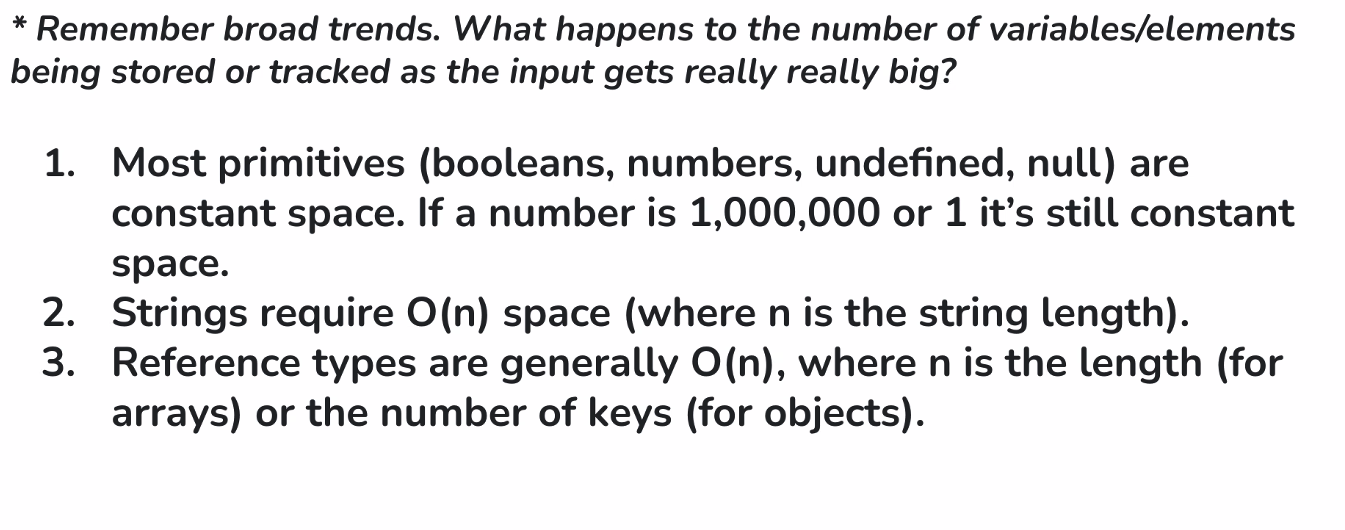 * Remember broad trends. What happens to the number of variables/elements
being stored or tracked as the input gets really really big?
1. Most primitives (booleans, numbers, undefined, null) are
constant space. If a number is 1,000,000 or 1 it’s still constant
space.
2. Strings require O(n) space (where n is the string length).
3. Reference types are generally O(n), where n is the length (for
arrays) or the number of keys (for objects).